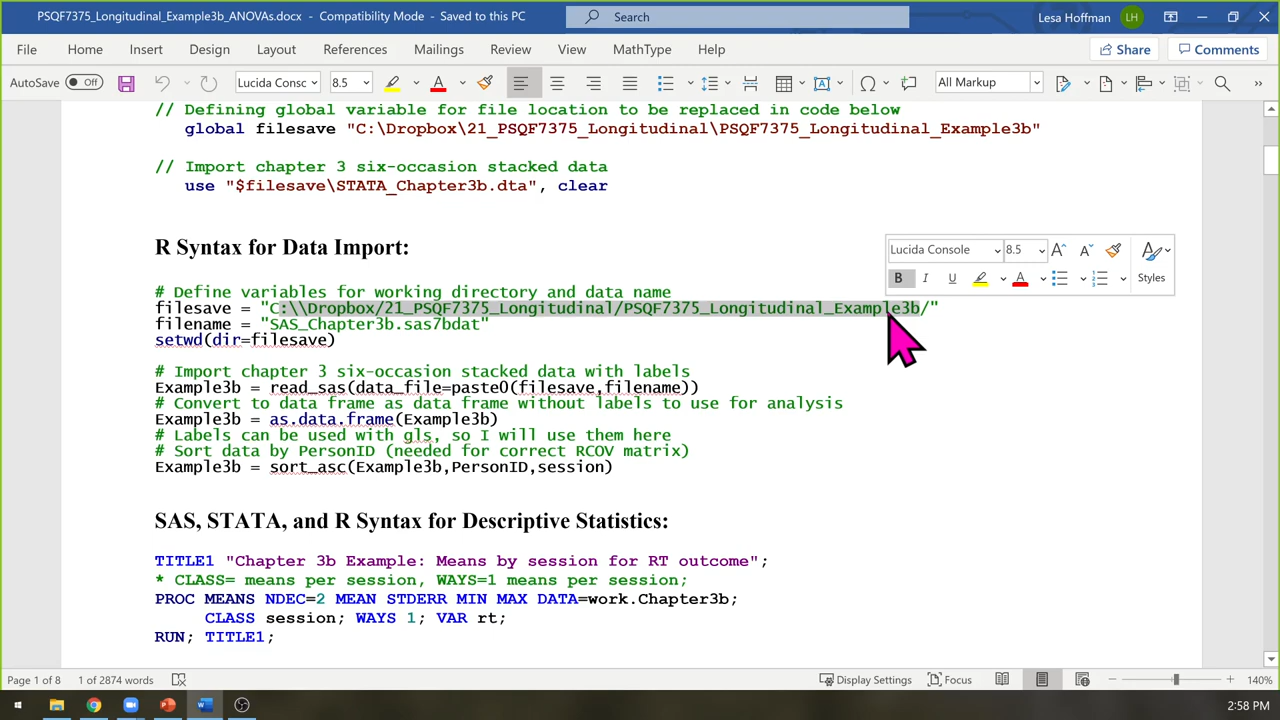 PSQF7375_Longitudinal_Example3b_ANOVAs.docx - Compatibility Mode - Saved to this PC
Search
Lesa Hoffman LH
File Home Insert Design Layout References Mailings Review View MathType Help Share Comments
AutoSave Off Lucida Consc 8.5 A All Markup
// Defining global variable for file location to be replaced in code below
global filesave "C:\Dropbox\21_PSQF7375_Longitudinal\PSQF7375_Longitudinal_Example3b"
// Import chapter 3 six-occasion stacked data
use "$filesave\STATA_Chapter3b.dta", clear
R Syntax for Data Import:
Lucida Console 8.5 A A
B I U A Styles
# Define variables for working directory and data name
filesave = "C:\\Dropbox/21_PSQF7375_Longitudinal/PSQF7375_Longitudinal_Example3b/"
filename = "SAS_Chapter3b.sas7bdat"
setwd(dir=filesave)
# Import chapter 3 six-occasion stacked data with labels
Example3b = read_sas(data_file=paste0(filesave,filename))
# Convert to data frame as data frame without labels to use for analysis
Example3b = as.data.frame(Example3b)
# Labels can be used with gls, so I will use them here
# Sort data by PersonID (needed for correct RCOV matrix)
Example3b = sort_asc(Example3b,PersonID,session)
SAS, STATA, and R Syntax for Descriptive Statistics:
TITLE1 "Chapter 3b Example: Means by session for RT outcome";
* CLASS= means per session, WAYS=1 means per session;
PROC MEANS NDEC=2 MEAN STDERR MIN MAX DATA=work.Chapter3b;
CLASS session; WAYS 1; VAR rt;
RUN; TITLE1;
Page 1 of 8 1 of 2874 words Display Settings Focus 140%
2:58 PM